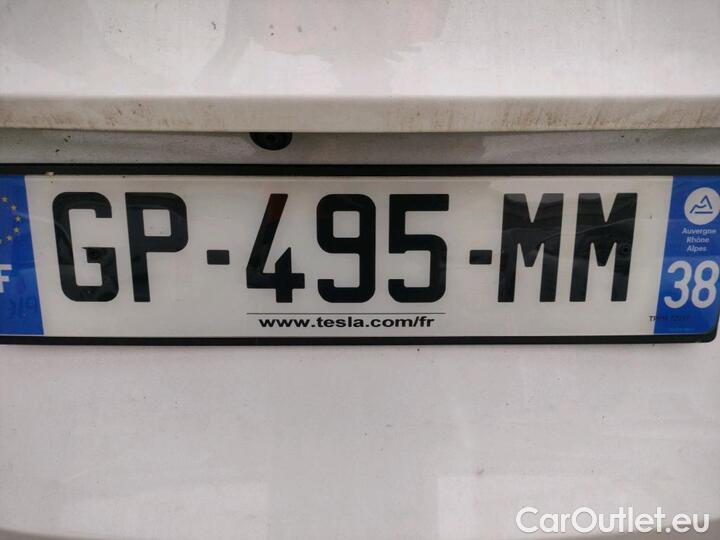 F
GP-495-MM
www.tesla.com/fr
Auvergne
Rhône
Alpes
38
CarOutlet.eu